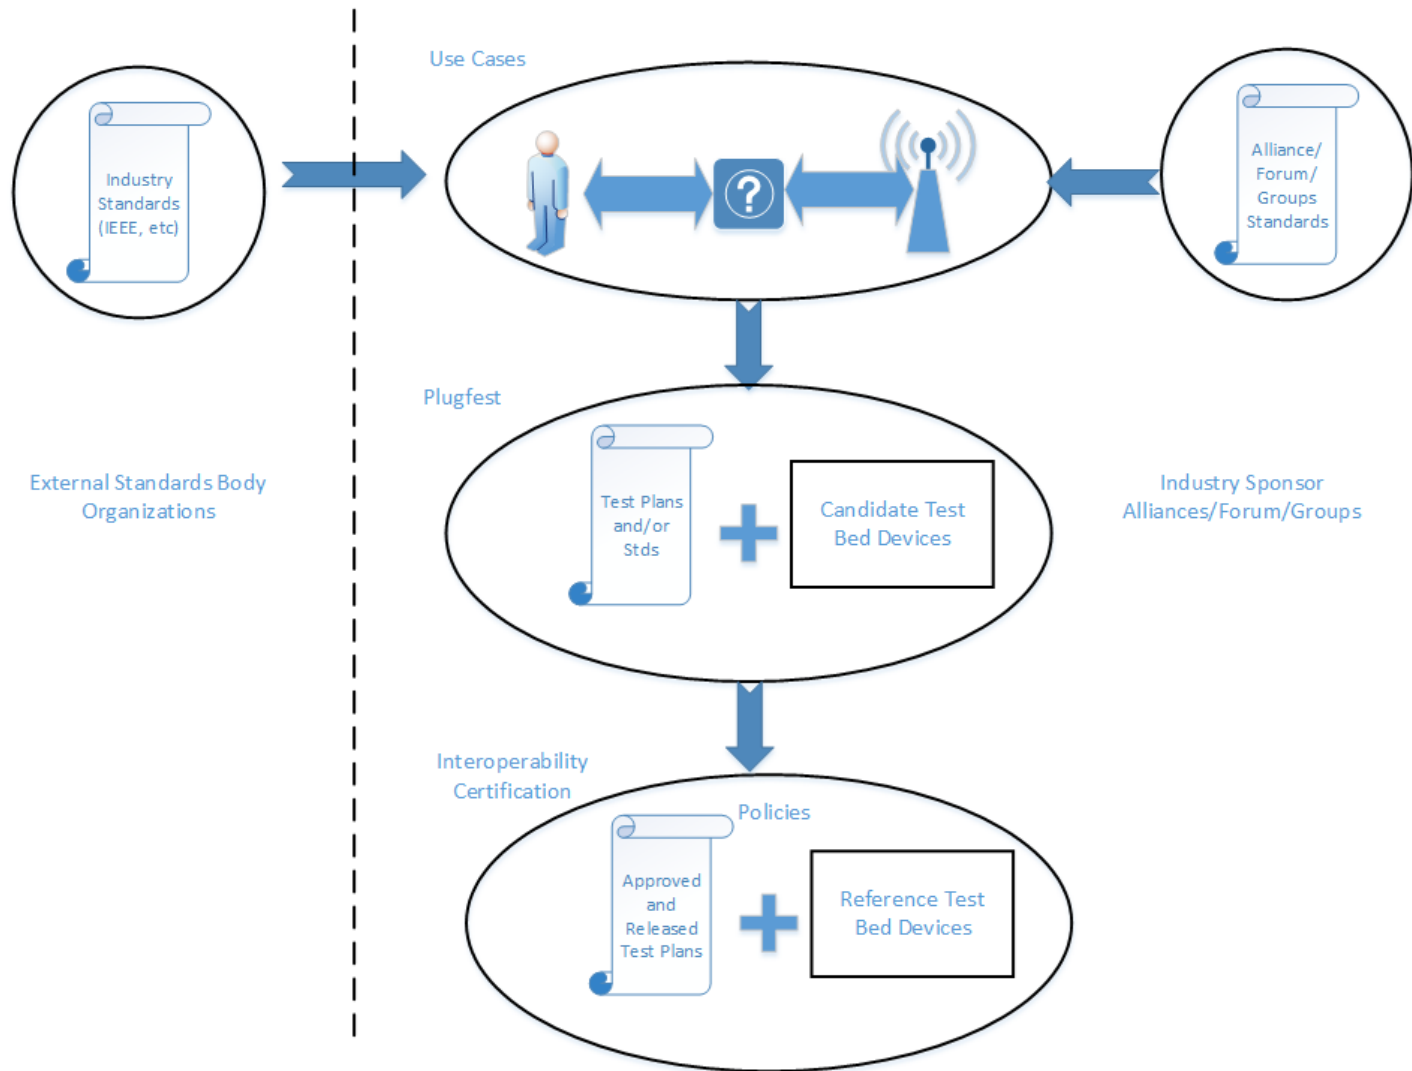 Use Cases
Industry
Standards
(IEEE, etc)
?
Alliance/
Forum/
Groups
Standards
Plugfest
External Standards Body
Organizations
Test Plans
and/or
Stds
Candidate Test
Bed Devices
Industry Sponsor
Alliances/Forum/Groups
Interoperability
Certification
Policies
Approved
and
Released
Test Plans
Reference Test
Bed Devices